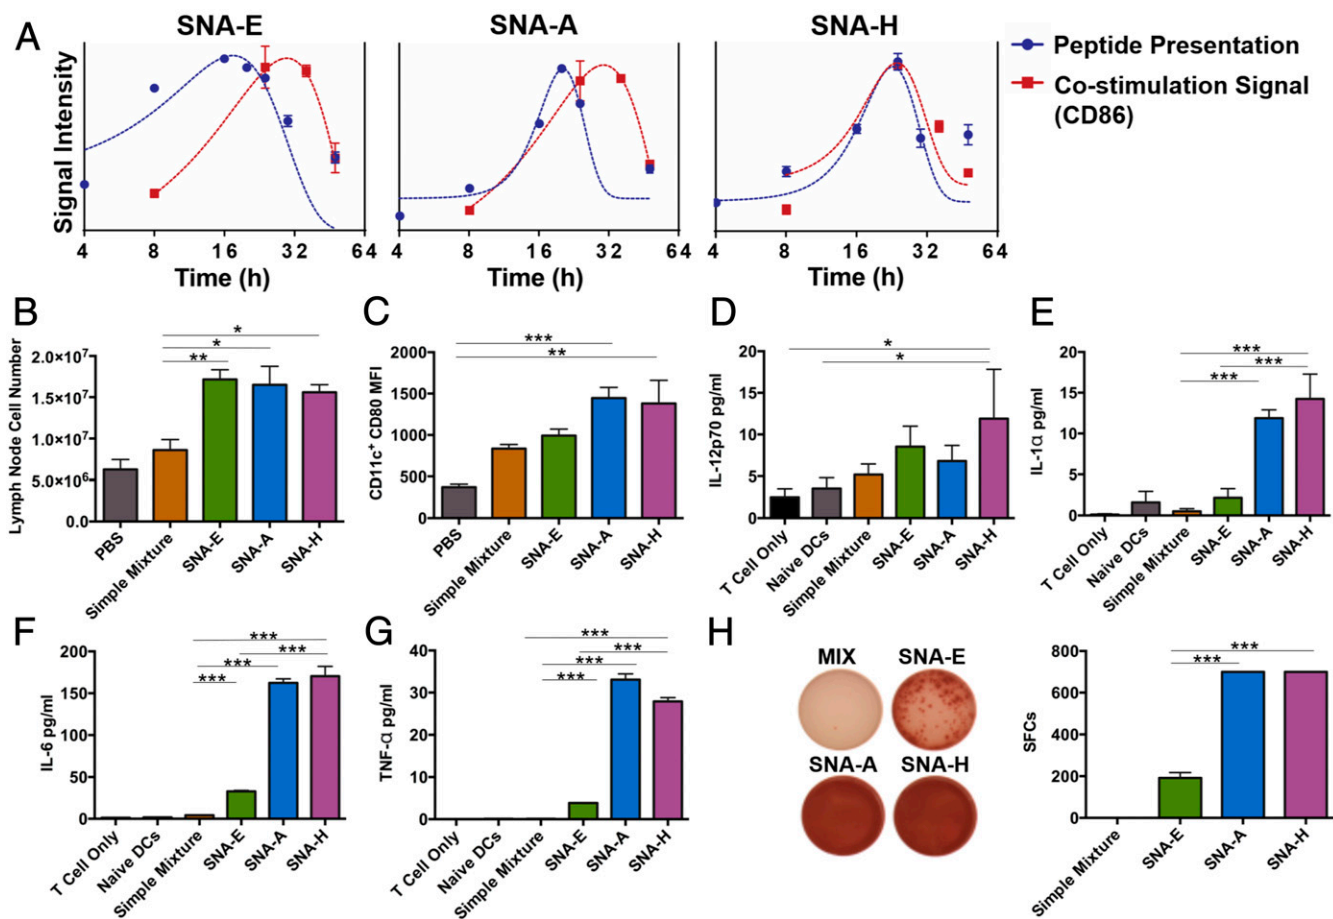 A
SNA-E
SNA-A
SNA-H
Peptide Presentation
Co-stimulation Signal
(CD86)
Signal Intensity
4 8 16 32 64
4 8 16 32 64
4 8 16 32 64
Time (h)
Time (h)
Time (h)
B
Lymph Node Cell Number
2.0×10⁷
1.5×10⁷
1.0×10⁷
5.0×10⁶
0.0
*
*
**
PBS
Simple Mixture
SNA-E
SNA-A
SNA-H
C
CD11c⁺ CD80 MFI
2000
1500
1000
500
0
***
**
PBS
Simple Mixture
SNA-E
SNA-A
SNA-H
D
IL-12p70 pg/ml
20
15
10
5
0
*
*
T Cell Only
Naive DCs
Simple Mixture
SNA-E
SNA-A
SNA-H
E
IL-1α pg/ml
20
15
10
5
0
***
***
***
T Cell Only
Naive DCs
Simple Mixture
SNA-E
SNA-A
SNA-H
F
IL-6 pg/ml
200
150
100
50
0
***
***
***
***
T Cell Only
Naive DCs
Simple Mixture
SNA-E
SNA-A
SNA-H
G
TNF-α pg/ml
40
30
20
10
0
***
***
***
***
T Cell Only
Naive DCs
Simple Mixture
SNA-E
SNA-A
SNA-H
H
MIX
SNA-E
SNA-A
SNA-H
SFCs
800
600
400
200
0
***
***
Simple Mixture
SNA-E
SNA-A
SNA-H